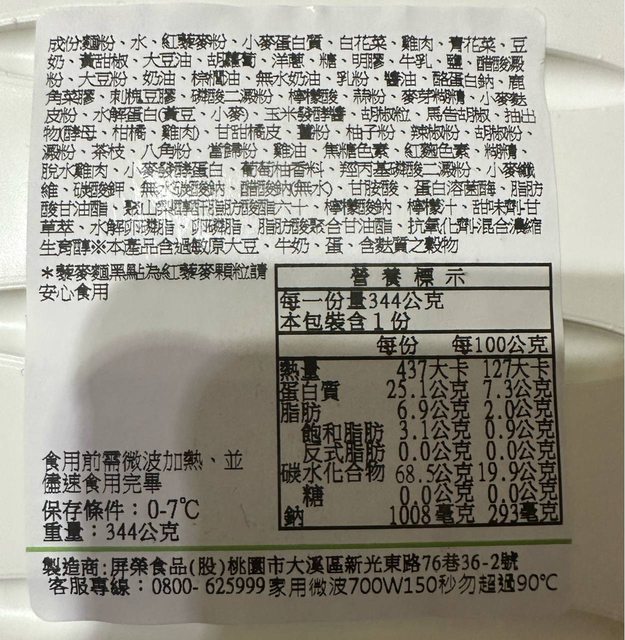 成份:麵粉、水、紅藜麥粉、小麥蛋白質、白花菜、雞肉、青花菜、豆
奶、黃甜椒、大豆油、胡蘿蔔、洋蔥、糖、明膠、牛乳、鹽、醋酸澱
粉、大豆粉、奶油、棕櫚油、無水奶油、乳粉、醬油、酪蛋白鈉、鹿
角菜膠、刺槐豆膠、磷酸二澱粉、檸檬酸、蒜粉、麥芽糊精、小麥麩
皮粉、水解蛋白(黃豆、小麥)、玉米發酵醬、胡椒粒、馬告胡椒、抽出
物(酵母、柑橘、雞肉)、甘甜橘皮、薑粉、柚子粉、辣椒粉、胡椒粉、
澱粉、茶枝、八角粉、當歸粉、雞油、焦糖色素、紅麴色素、糊精、
脫水雞肉、小麥發酵蛋白、葡萄柚香料、羥丙基磷酸二澱粉、小麥纖
維、碳酸鉀、無水碳酸鈉、醋酸鈉(無水)、甘胺酸、蛋白溶菌酶、脂肪
酸甘油酯、聚山梨醇酐脂肪酸酯六十、檸檬酸鈉、檸檬汁、甜味劑-甘
草萃、水解卵磷脂、卵磷脂、脂肪酸聚合甘油酯、抗氧化劑-混合濃縮
生育醇※本產品含過敏原大豆、牛奶、蛋、含麩質之穀物
*藜麥麵黑點為紅藜麥顆粒請
安心食用
營養標示
每一份量344公克
本包裝含1份
每份 每100公克
熱量 437大卡 127大卡
蛋白質 25.1公克 7.3公克
脂肪 6.9公克 2.0公克
飽和脂肪 3.1公克 0.9公克
反式脂肪 0.0公克 0.0公克
碳水化合物 68.5公克 19.9公克
糖 0.0公克 0.0公克
鈉 1008毫克 293毫克
食用前需微波加熱、並
儘速食用完畢
保存條件：0-7℃
重量：344公克
製造商:屏榮食品(股)桃園市大溪區新光東路76巷36-2號
客服專線：0800-625999家用微波700W150秒勿超過90℃